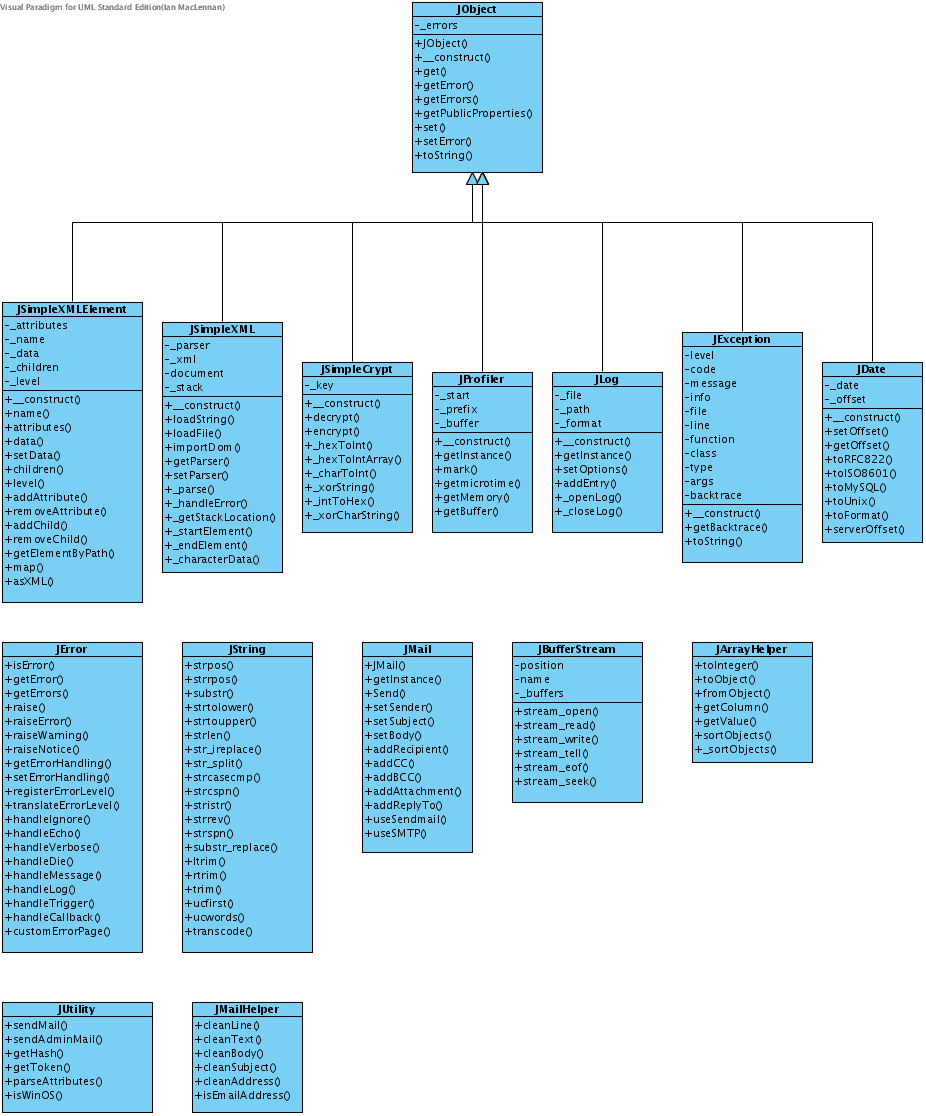 Visual Paradigm for UML Standard Edition(Ian MacLennan)
JObject
-_errors
+JObject()
+__construct()
+get()
+getError()
+getErrors()
+getPublicProperties()
+set()
+setError()
+toString()
JSimpleXMLElement
-_attributes
-_name
-_data
-_children
-_level
+__construct()
+name()
+attributes()
+data()
+setData()
+children()
+level()
+addAttribute()
+removeAttribute()
+addChild()
+removeChild()
+getElementByPath()
+map()
+asXML()
JSimpleXML
-_parser
-_xml
-document
-_stack
+__construct()
+loadString()
+loadFile()
+importDom()
+getParser()
+setParser()
+_parse()
+_handleError()
+_getStackLocation()
+_startElement()
+_endElement()
+_characterData()
JSimpleCrypt
-_key
+__construct()
+decrypt()
+encrypt()
+_hexToInt()
+_hexToIntArray()
+_charToInt()
+_xorString()
+_intToHex()
+_xorCharString()
JProfiler
-_start
-_prefix
-_buffer
+__construct()
+getInstance()
+mark()
+getmicrotime()
+getMemory()
+getBuffer()
JLog
-_file
-_path
-_format
+__construct()
+getInstance()
+setOptions()
+addEntry()
+_openLog()
+_closeLog()
JException
-level
-code
-message
-info
-file
-line
-function
-class
-type
-args
-backtrace
+__construct()
+getBacktrace()
+toString()
JDate
-_date
-_offset
+__construct()
+setOffset()
+getOffset()
+toRFC822()
+toISO8601()
+toMySQL()
+toUnix()
+toFormat()
+serverOffset()
JError
+isError()
+getError()
+getErrors()
+raise()
+raiseError()
+raiseWarning()
+raiseNotice()
+getErrorHandling()
+setErrorHandling()
+registerErrorLevel()
+translateErrorLevel()
+handleIgnore()
+handleEcho()
+handleVerbose()
+handleDie()
+handleMessage()
+handleLog()
+handleTrigger()
+handleCallback()
+customErrorPage()
JString
+strpos()
+strrpos()
+substr()
+strtolower()
+strtoupper()
+strlen()
+str_ireplace()
+str_split()
+strcasecmp()
+strcspn()
+stristr()
+strrev()
+strspn()
+substr_replace()
+ltrim()
+rtrim()
+trim()
+ucfirst()
+ucwords()
+transcode()
JMail
+JMail()
+getInstance()
+Send()
+setSender()
+setSubject()
+setBody()
+addRecipient()
+addCC()
+addBCC()
+addAttachment()
+addReplyTo()
+useSendmail()
+useSMTP()
JBufferStream
-position
-name
-_buffers
+stream_open()
+stream_read()
+stream_write()
+stream_tell()
+stream_eof()
+stream_seek()
JArrayHelper
+toInteger()
+toObject()
+fromObject()
+getColumn()
+getValue()
+sortObjects()
+_sortObjects()
JUtility
+sendMail()
+sendAdminMail()
+getHash()
+getToken()
+parseAttributes()
+isWinOS()
JMailHelper
+cleanLine()
+cleanText()
+cleanBody()
+cleanSubject()
+cleanAddress()
+isEmailAddress()